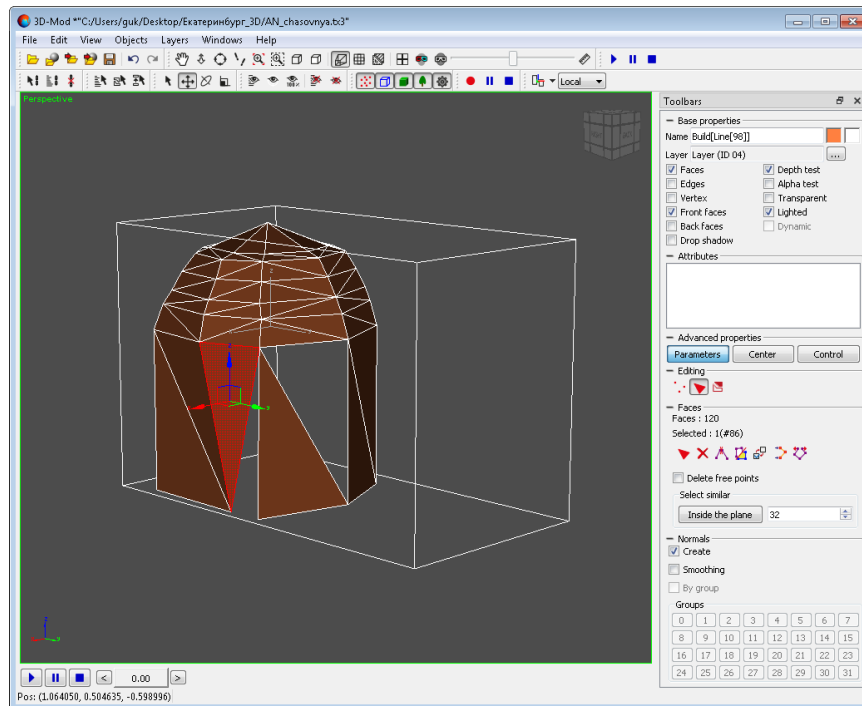 3D-Mod *"C:/Users/guk/Desktop/Екатеринбург_3D/AN_chasovnya.tx3"
File Edit View Objects Layers Windows Help
100%
Local
Perspective
Toolbars
Base properties
Name Build[Line[98]]
Layer Layer (ID 04) ...
Faces Depth test
Edges Alpha test
Vertex Transparent
Front faces Lighted
Back faces Dynamic
Drop shadow
Attributes
Advanced properties
Parameters Center Control
Editing
Faces
Faces : 120
Selected : 1(#86)
Delete free points
Select similar
Inside the plane 32
Normals
Create
Smoothing
By group
Groups
0 1 2 3 4 5 6 7
8 9 10 11 12 13 14 15
16 17 18 19 20 21 22 23
24 25 26 27 28 29 30 31
z
z
x
z
< 0.00 >
Pos: (1.064050, 0.504635, -0.598996)